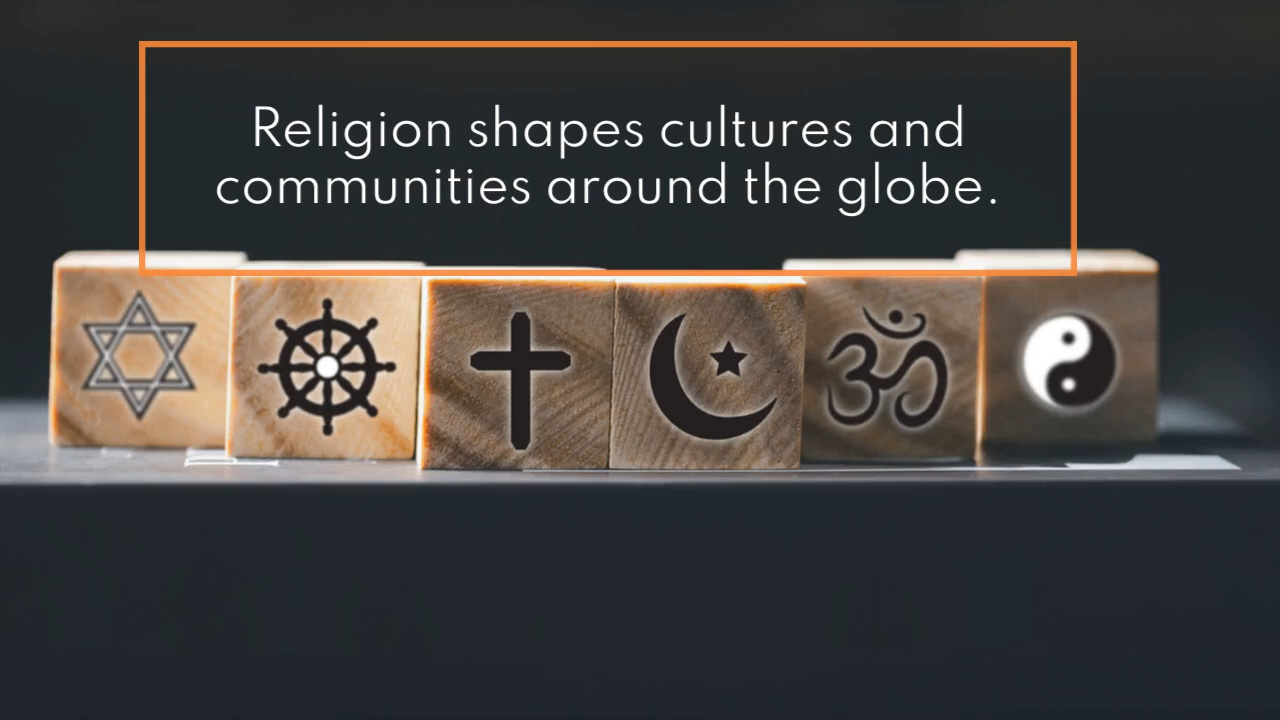 Religion shapes cultures and
communities around the globe.